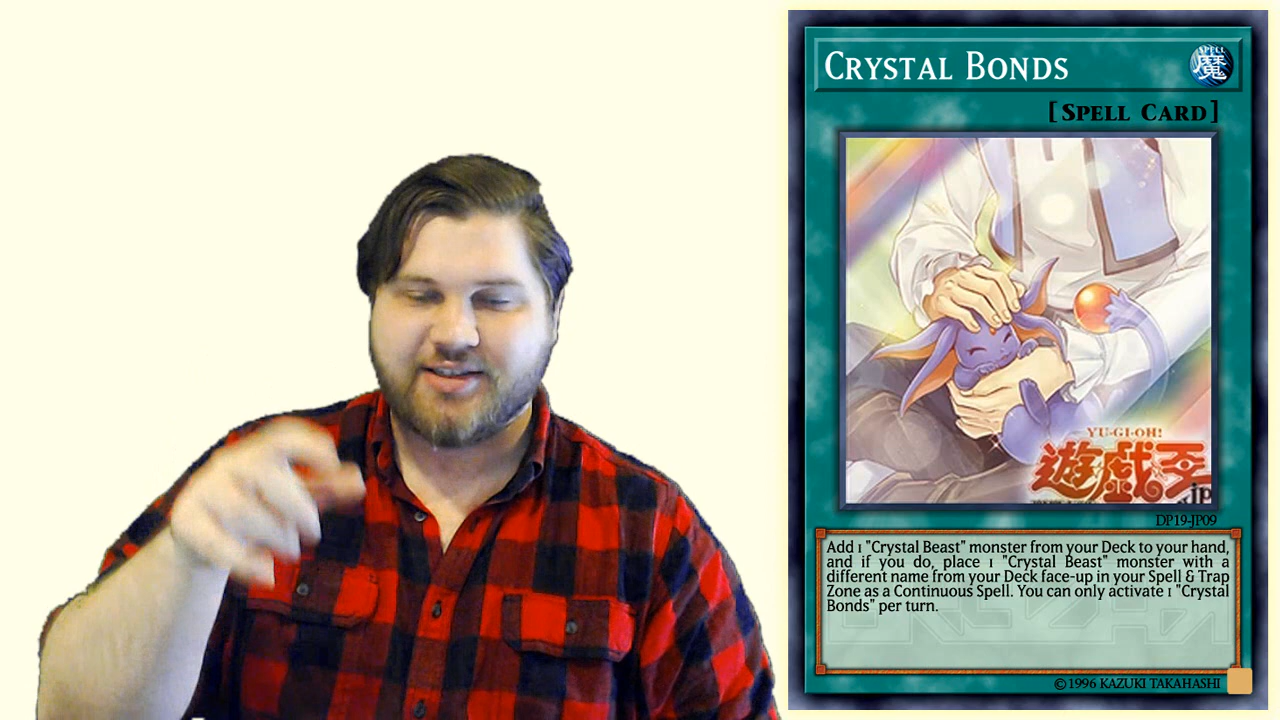 Crystal Bonds
SPELL
魔
[Spell Card]
YU-GI-OH!
遊戯王
.jp
DP19-JP09
Add 1 "Crystal Beast" monster from your Deck to your hand,
and if you do, place 1 "Crystal Beast" monster with a
different name from your Deck face-up in your Spell & Trap
Zone as a Continuous Spell. You can only activate 1 "Crystal
Bonds" per turn.
©1996 KAZUKI TAKAHASHI